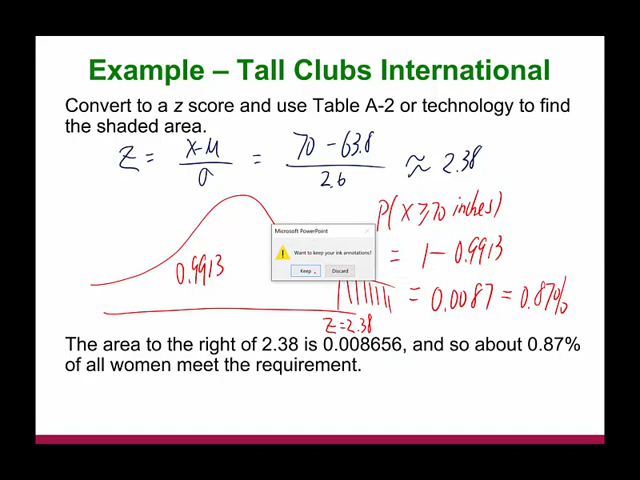 Example – Tall Clubs International
Convert to a z score and use Table A-2 or technology to find
the shaded area.
Z = x-μ / σ = 70 - 63.8 / 2.6 ≈ 2.38
P(x ≥ 70 inches)
Microsoft PowerPoint
Want to keep your ink annotations?
Keep
Discard
= 1 - 0.9913
0.9913
= 0.0087 = 0.87%
Z=2.38
The area to the right of 2.38 is 0.008656, and so about 0.87%
of all women meet the requirement.